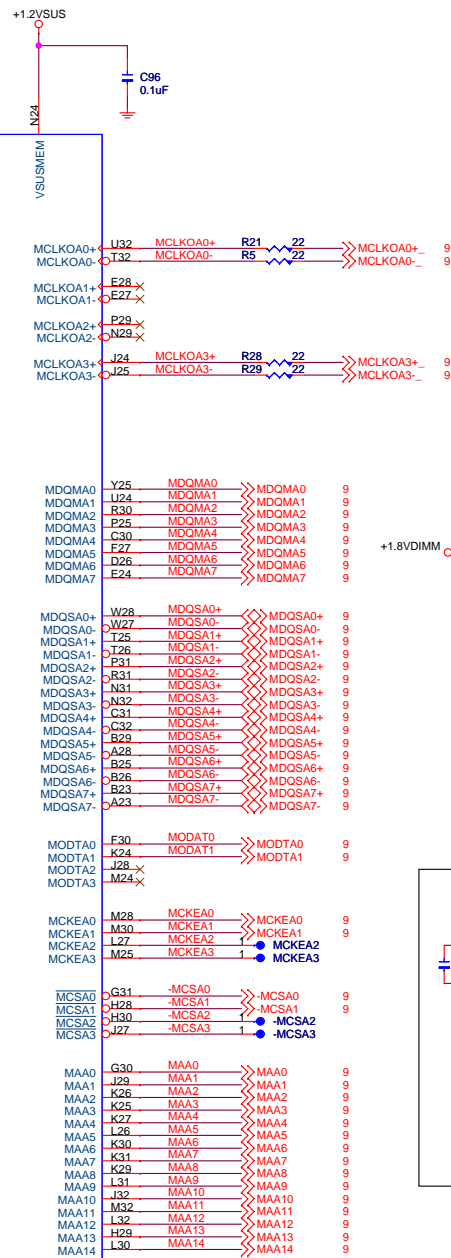 +1.2VSUS
C96
0.1uF
N24
VSUSMEM
MCLKOA0+ U32 MCLKOA0+ R21 22 MCLKOA0+_ 9
MCLKOA0- T32 MCLKOA0- R5 22 MCLKOA0-_ 9
MCLKOA1+ E28
MCLKOA1- E27
MCLKOA2+ P29
MCLKOA2- N29
MCLKOA3+ J24 MCLKOA3+ R28 22 MCLKOA3+_ 9
MCLKOA3- J25 MCLKOA3- R29 22 MCLKOA3-_ 9
MDQMA0 Y25 MDQMA0 MDQMA0 9
MDQMA1 U24 MDQMA1 MDQMA1 9
MDQMA2 R30 MDQMA2 MDQMA2 9
MDQMA3 P25 MDQMA3 MDQMA3 9
MDQMA4 C30 MDQMA4 MDQMA4 9
MDQMA5 F27 MDQMA5 MDQMA5 9
MDQMA6 D26 MDQMA6 MDQMA6 9
MDQMA7 E24 MDQMA7 MDQMA7 9
+1.8VDIMM
MDQSA0+ W28 MDQSA0+ MDQSA0+ 9
MDQSA0- W27 MDQSA0- MDQSA0- 9
MDQSA1+ T25 MDQSA1+ MDQSA1+ 9
MDQSA1- T26 MDQSA1- MDQSA1- 9
MDQSA2+ P31 MDQSA2+ MDQSA2+ 9
MDQSA2- R31 MDQSA2- MDQSA2- 9
MDQSA3+ N31 MDQSA3+ MDQSA3+ 9
MDQSA3- N32 MDQSA3- MDQSA3- 9
MDQSA4+ C31 MDQSA4+ MDQSA4+ 9
MDQSA4- C32 MDQSA4- MDQSA4- 9
MDQSA5+ B29 MDQSA5+ MDQSA5+ 9
MDQSA5- A28 MDQSA5- MDQSA5- 9
MDQSA6+ B25 MDQSA6+ MDQSA6+ 9
MDQSA6- B26 MDQSA6- MDQSA6- 9
MDQSA7+ B23 MDQSA7+ MDQSA7+ 9
MDQSA7- A23 MDQSA7- MDQSA7- 9
MODTA0 F30 MODAT0 MODTA0 9
MODTA1 K24 MODAT1 MODTA1 9
MODTA2 J28
MODTA3 M24
MCKEA0 M28 MCKEA0 MCKEA0 9
MCKEA1 M30 MCKEA1 MCKEA1 9
MCKEA2 L27 MCKEA2 1 MCKEA2
MCKEA3 M25 MCKEA3 1 MCKEA3
MCSA0 G31 -MCSA0 -MCSA0 9
MCSA1 H28 -MCSA1 -MCSA1 9
MCSA2 H30 -MCSA2 1 -MCSA2
MCSA3 J27 -MCSA3 1 -MCSA3
MAA0 G30 MAA0 MAA0 9
MAA1 J29 MAA1 MAA1 9
MAA2 K26 MAA2 MAA2 9
MAA3 K25 MAA3 MAA3 9
MAA4 K27 MAA4 MAA4 9
MAA5 L26 MAA5 MAA5 9
MAA6 K30 MAA6 MAA6 9
MAA7 K31 MAA7 MAA7 9
MAA8 K29 MAA8 MAA8 9
MAA9 L31 MAA9 MAA9 9
MAA10 J32 MAA10 MAA10 9
MAA11 M32 MAA11 MAA11 9
MAA12 L32 MAA12 MAA12 9
MAA13 H29 MAA13 MAA13 9
MAA14 L30 MAA14 MAA14 9